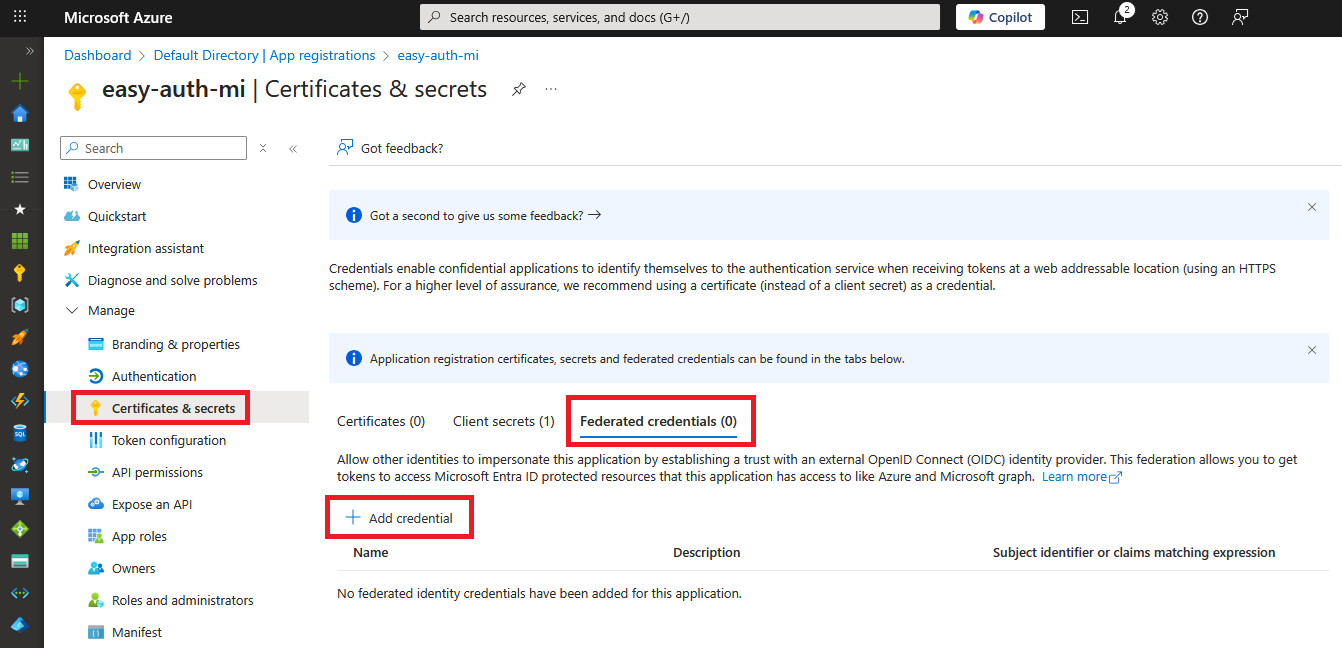 Microsoft Azure
Search resources, services, and docs (G+/)
Copilot
2
Dashboard > Default Directory | App registrations > easy-auth-mi
easy-auth-mi | Certificates & secrets
Search
Got feedback?
Overview
Quickstart
Integration assistant
Diagnose and solve problems
Manage
Branding & properties
Authentication
Certificates & secrets
Token configuration
API permissions
Expose an API
App roles
Owners
Roles and administrators
Manifest
Got a second to give us some feedback? →
Credentials enable confidential applications to identify themselves to the authentication service when receiving tokens at a web addressable location (using an HTTPS
scheme). For a higher level of assurance, we recommend using a certificate (instead of a client secret) as a credential.
Application registration certificates, secrets and federated credentials can be found in the tabs below.
Certificates (0) Client secrets (1) Federated credentials (0)
Allow other identities to impersonate this application by establishing a trust with an external OpenID Connect (OIDC) identity provider. This federation allows you to get
tokens to access Microsoft Entra ID protected resources that this application has access to like Azure and Microsoft graph. Learn more
+ Add credential
Name Description Subject identifier or claims matching expression
No federated identity credentials have been added for this application.
SQL